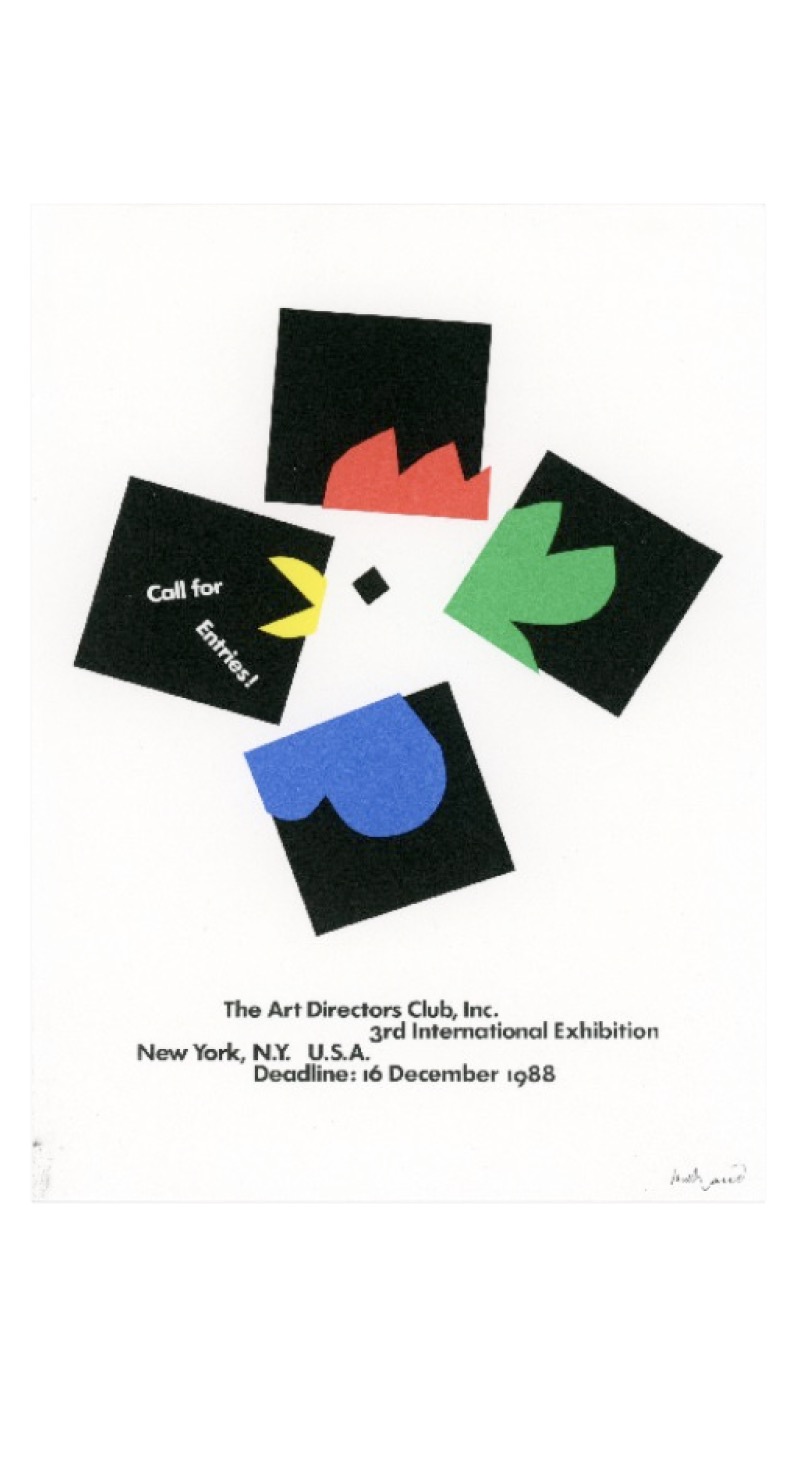 Call for
Entries!
The Art Directors Club, Inc.
3rd International Exhibition
New York, N.Y. U.S.A.
Deadline: 16 December 1988